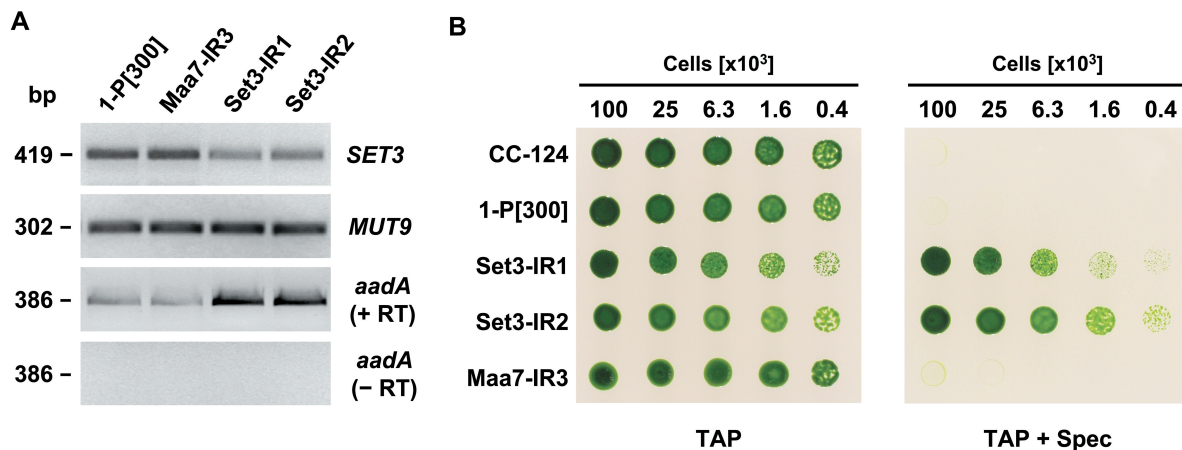 A
bp
1-P[300] Maa7-IR3 Set3-IR1 Set3-IR2
419 – SET3
302 – MUT9
386 – aadA (+ RT)
386 – aadA (− RT)
B
Cells [x10³] Cells [x10³]
100 25 6.3 1.6 0.4 100 25 6.3 1.6 0.4
CC-124
1-P[300]
Set3-IR1
Set3-IR2
Maa7-IR3
TAP TAP + Spec